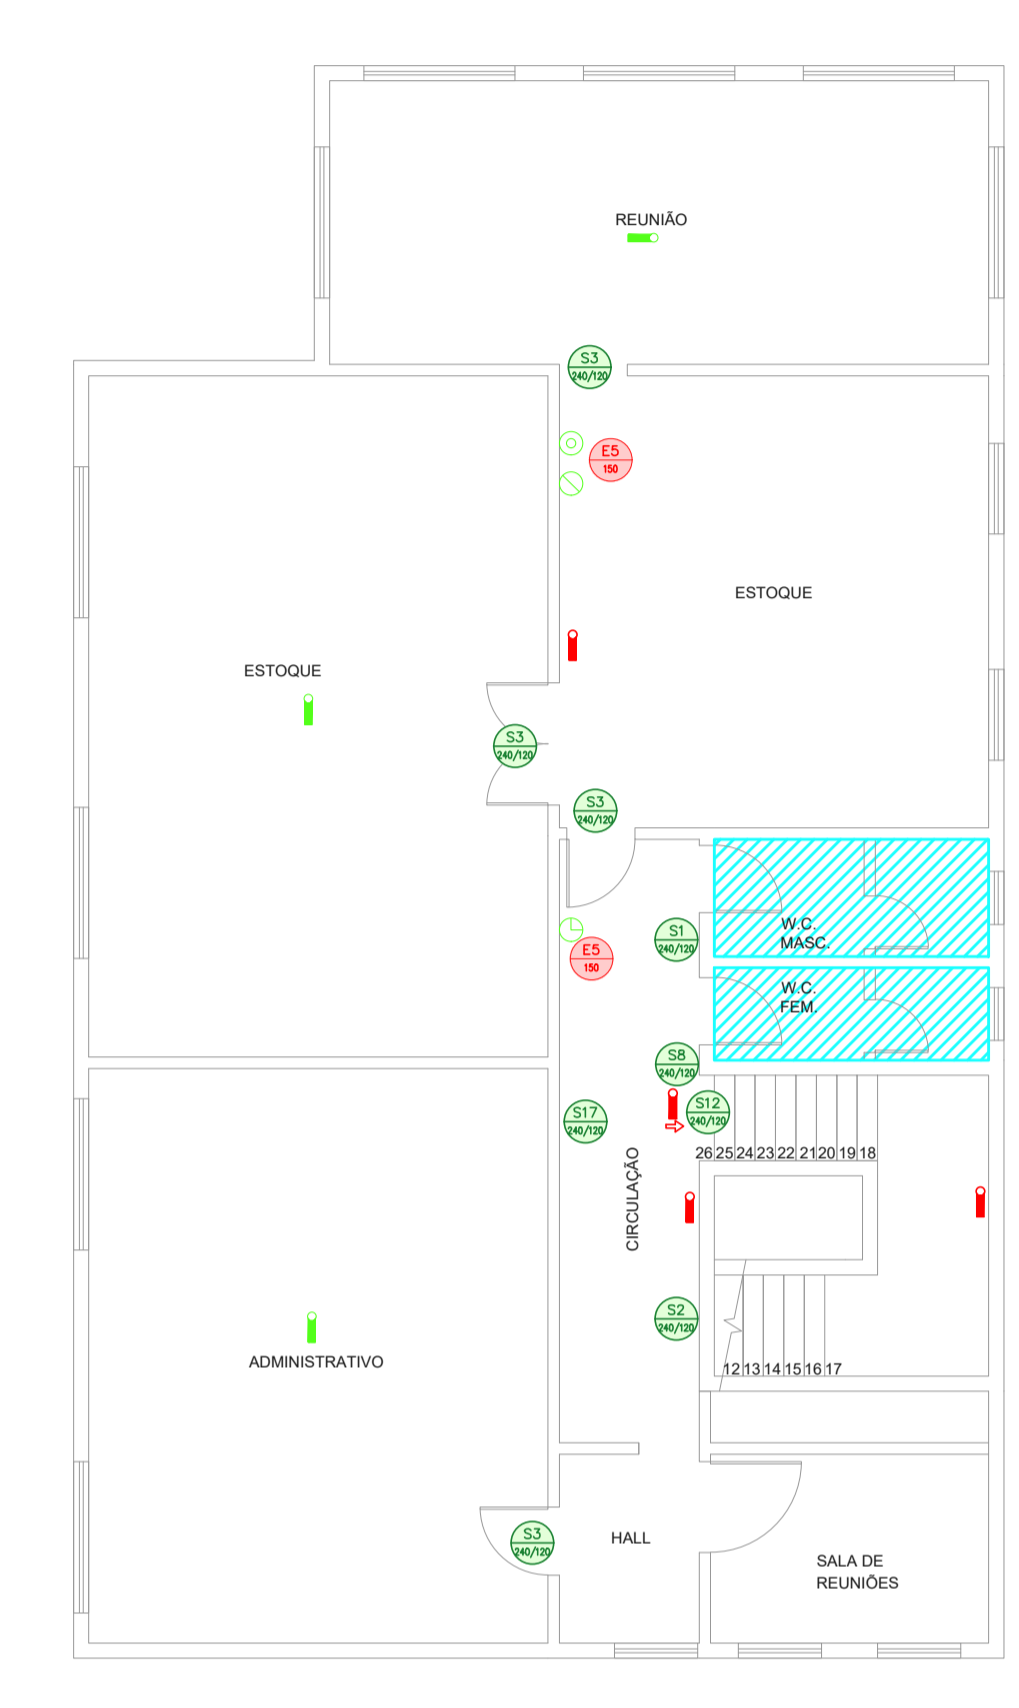 REUNIÃO
S3
240/120
E5
150
ESTOQUE
ESTOQUE
S3
240/120
S3
240/120
W.C.
MASC.
S1
240/120
E5
150
W.C.
FEM.
S8
240/120
S12
240/120
S17
240/120
26 25 24 23 22 21 20 19 18
CIRCULAÇÃO
S2
240/120
12 13 14 15 16 17
ADMINISTRATIVO
S3
240/120
HALL
SALA DE
REUNIÕES